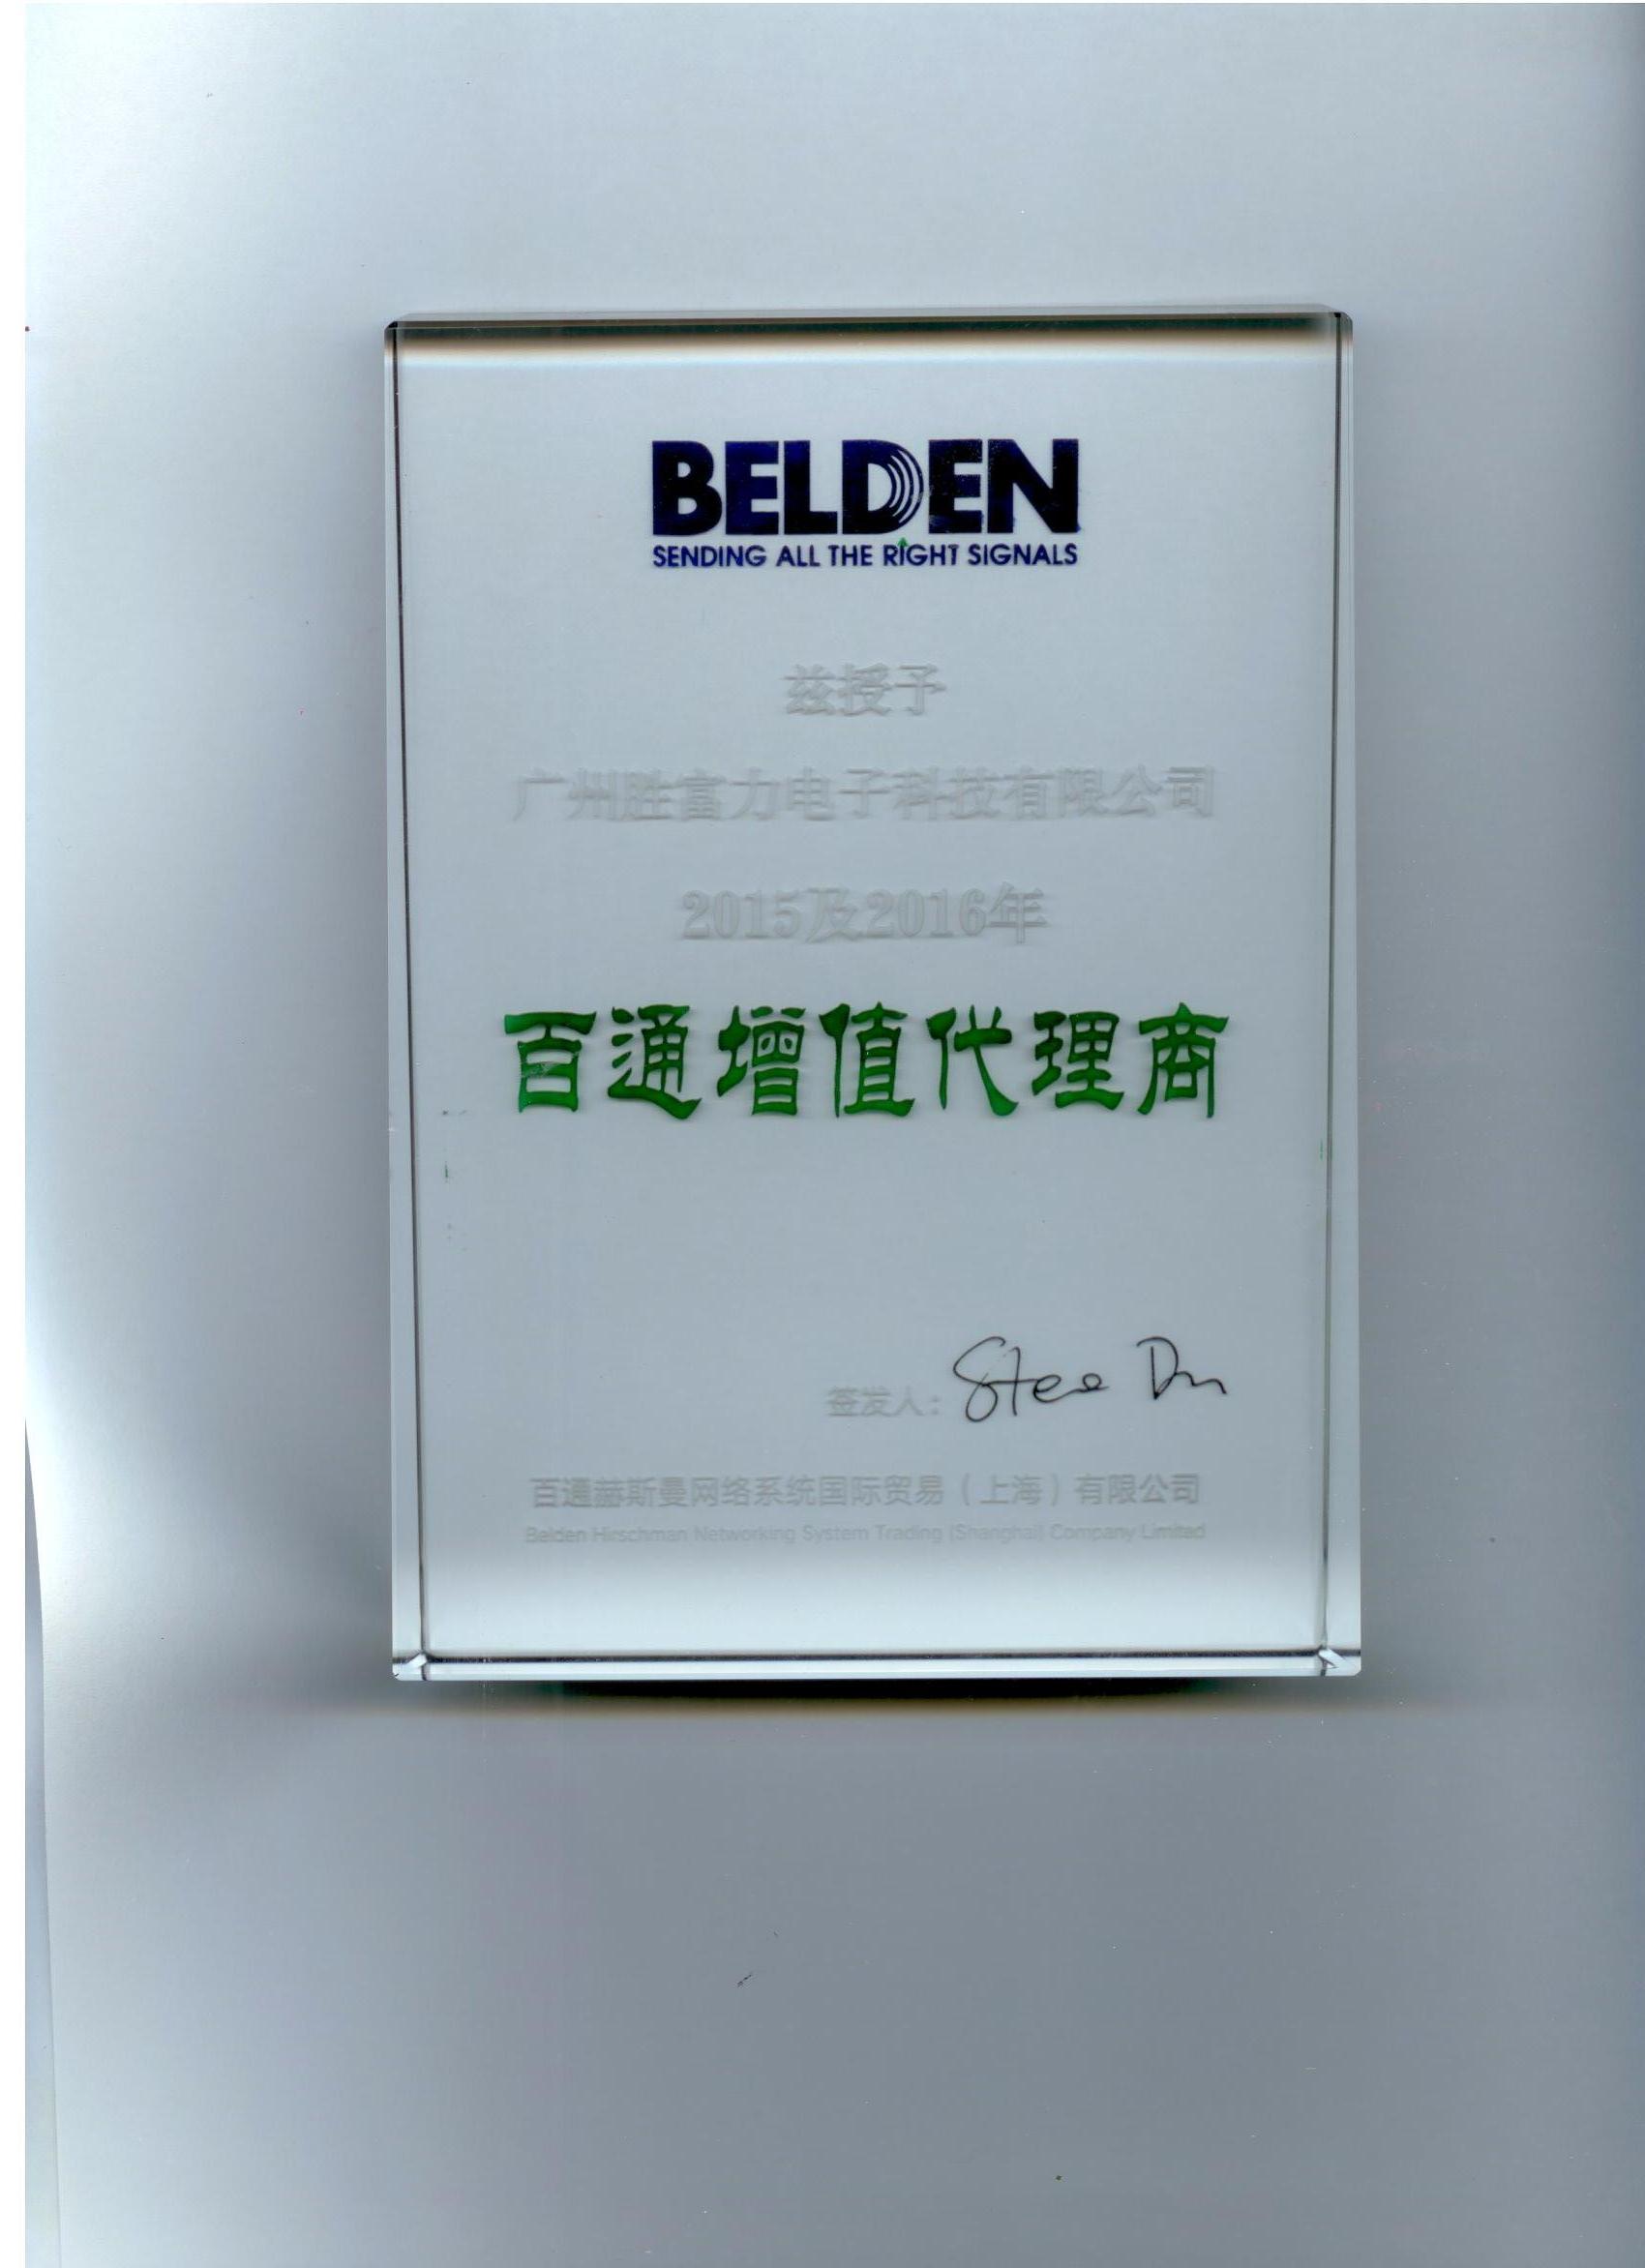 BELDEN
SENDING ALL THE RIGHT SIGNALS
兹授予
广州胜富力电子科技有限公司
2015及2016年
百通增值代理商
签发人：
百通赫斯曼网络系统国际贸易（上海）有限公司
Belden Hirschman Networking System Trading (Shanghai) Company Limited